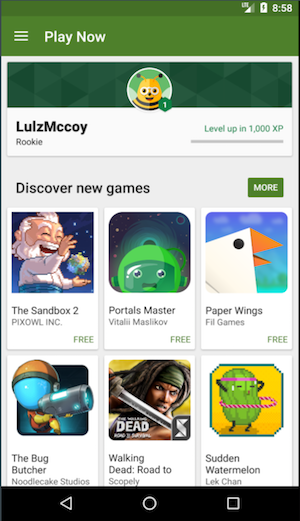 LTE 8:58
Play Now
1
LulzMccoy
Rookie
Level up in 1,000 XP
Discover new games
MORE
The Sandbox 2
PIXOWL INC.
FREE
Portals Master
Vitalii Maslikov
FREE
Paper Wings
Fil Games
FREE
The Bug
Butcher
Noodlecake Studios
THE WALKING
DEAD
ROAD TO SURVIVAL
Walking
Dead: Road to
Scopely
Sudden
Watermelon
Lek Chan